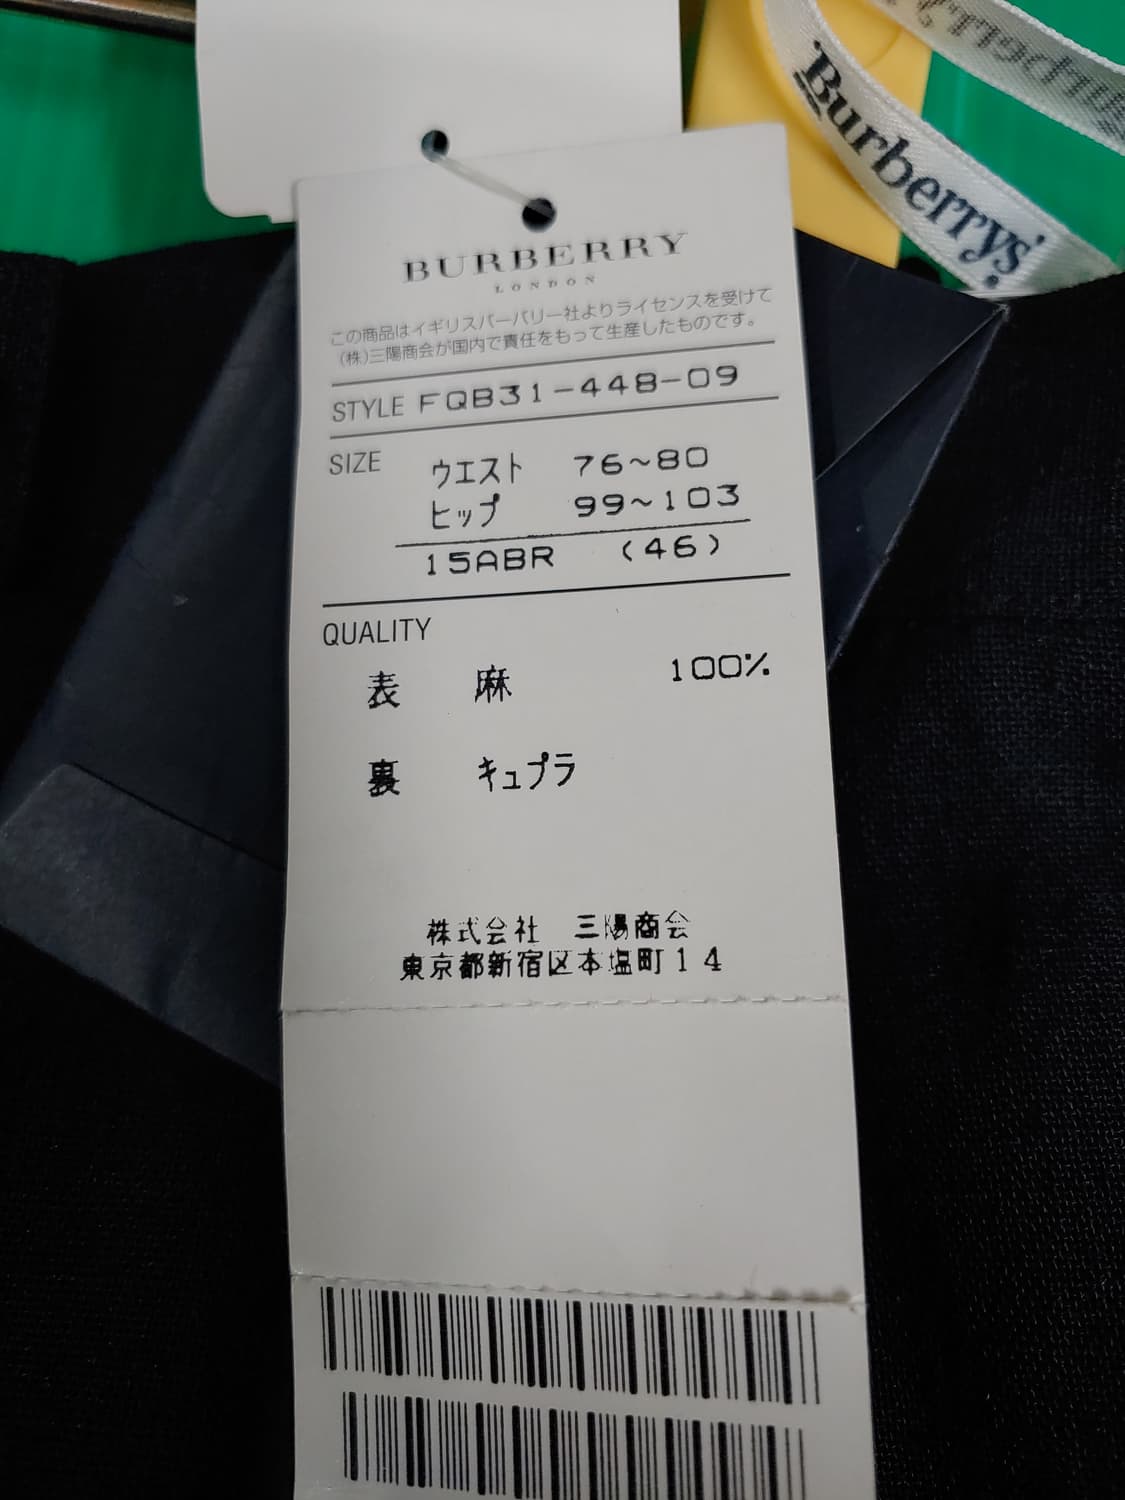 Burberrys'
BURBERRY
LONDON
この商品はイギリスバーバリー社よりライセンスを受けて
(株)三陽商会が国内で責任をもって生産したものです。
STYLE FQB31-448-09
SIZE ウエスト 76~80
ヒップ 99~103
15ABR (46)
QUALITY
表 麻 100%
裏 キュプラ
株式会社 三陽商会
東京都新宿区本塩町14